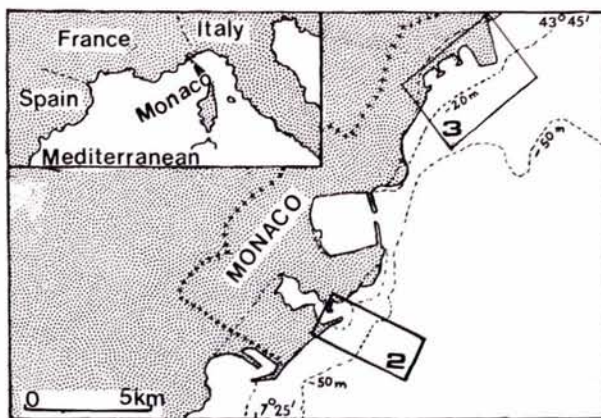 France
Italy
Spain
Monaco
Mediterranean
43°45'
20m
3
50m
MONACO
2
50m
0 5km
7°25'